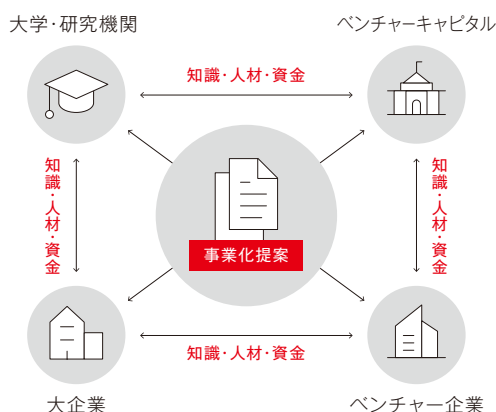 大学・研究機関
ベンチャーキャピタル
知識・人材・資金
知識・人材・資金
知識・人材・資金
事業化提案
知識・人材・資金
大企業
ベンチャー企業